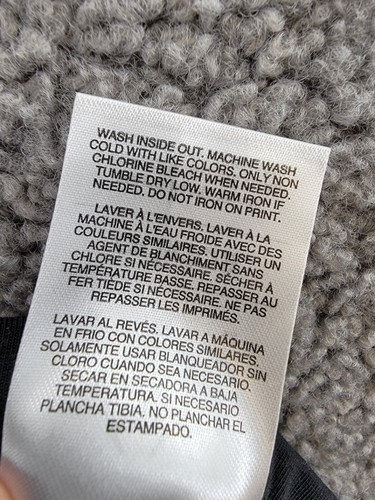 WASH INSIDE OUT. MACHINE WASH
COLD WITH LIKE COLORS. ONLY NON
CHLORINE BLEACH WHEN NEEDED.
TUMBLE DRY LOW. WARM IRON IF
NEEDED. DO NOT IRON ON PRINT.
LAVER À L'ENVERS. LAVER À LA
MACHINE À L'EAU FROIDE AVEC DES
COULEURS SIMILAIRES. UTILISER UN
AGENT DE BLANCHIMENT SANS
CHLORE SI NÉCESSAIRE. SÉCHER À
TEMPÉRATURE BASSE. REPASSER AU
FER TIÈDE SI NÉCESSAIRE. NE PAS
REPASSER LES IMPRIMÉS.
LAVAR AL REVÉS. LAVAR A MÁQUINA
EN FRIO CON COLORES SIMILARES.
SOLAMENTE USAR BLANQUEADOR SIN
CLORO CUANDO SEA NECESARIO.
SECAR EN SECADORA A BAJA
TEMPERATURA. SI NECESARIO
PLANCHA TIBIA. NO PLANCHAR EL
ESTAMPADO.